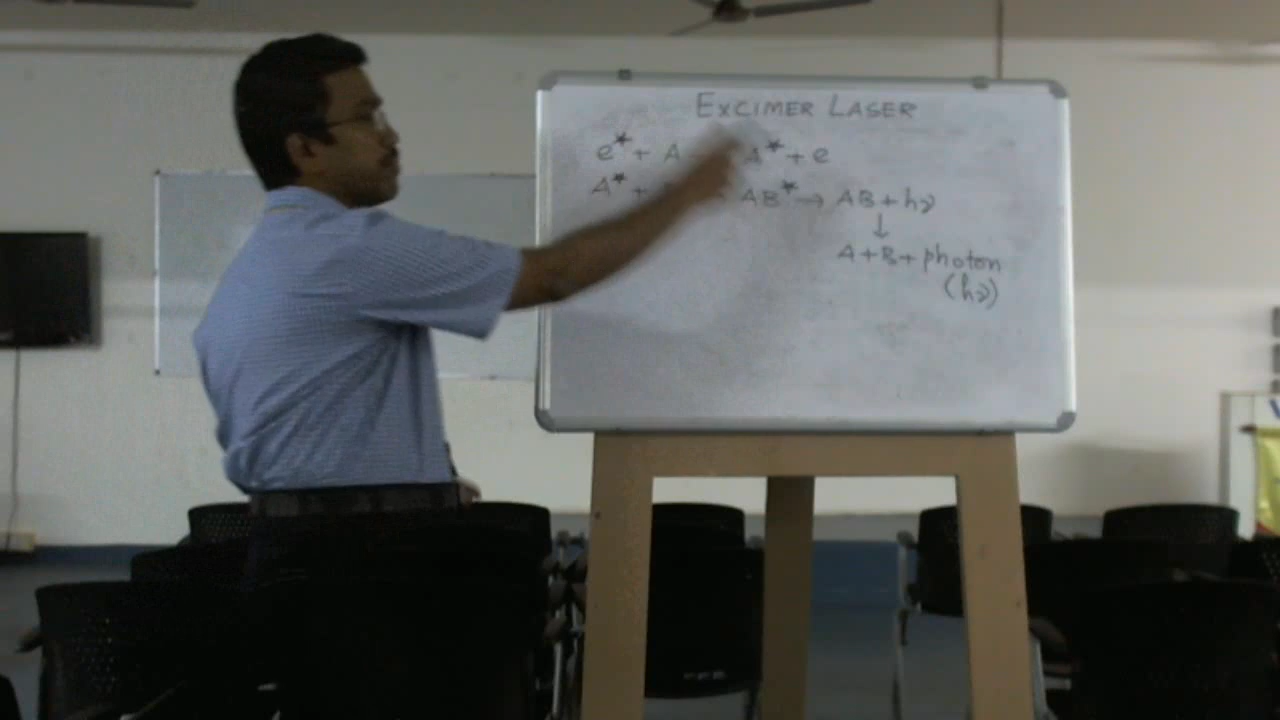 EXCIMER LASER
e* + A A* + e
A* + AB* → AB + hν
↓
A + B + photon
(hν)